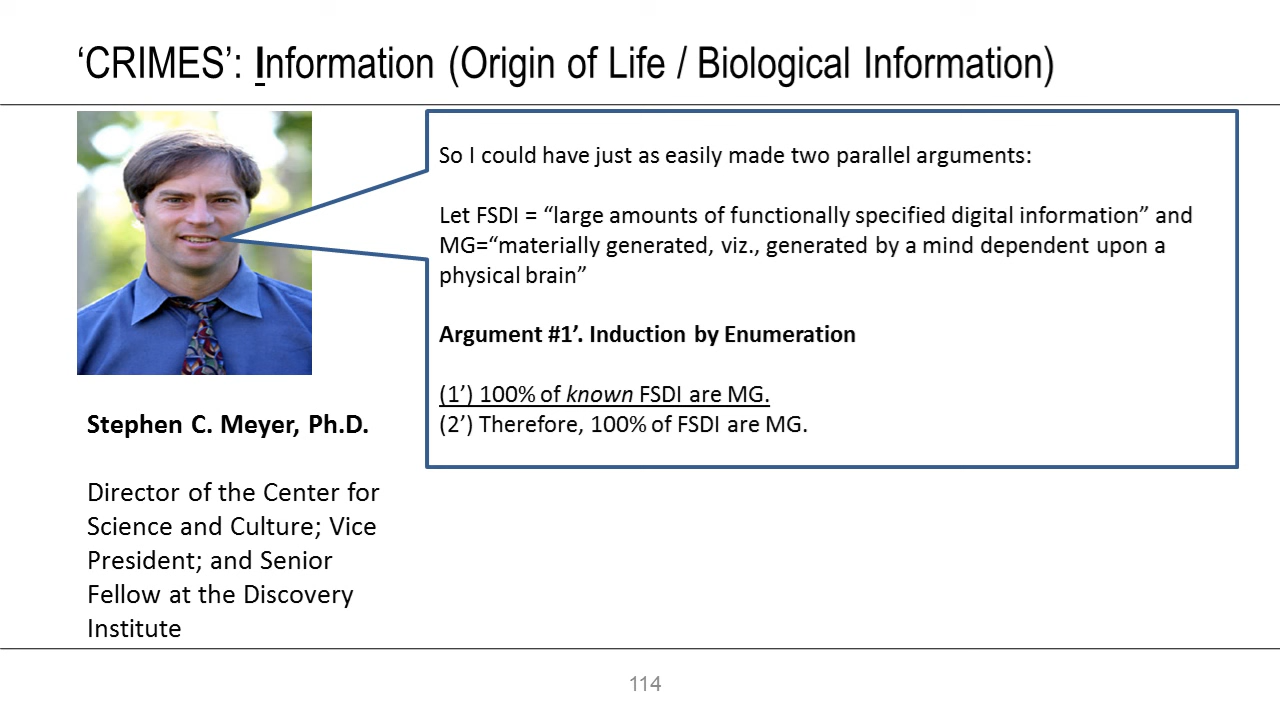 ‘CRIMES’: Information (Origin of Life / Biological Information)
So I could have just as easily made two parallel arguments:
Let FSDI = “large amounts of functionally specified digital information” and
MG=“materially generated, viz., generated by a mind dependent upon a
physical brain”
Argument #1’. Induction by Enumeration
(1’) 100% of known FSDI are MG.
(2’) Therefore, 100% of FSDI are MG.
Stephen C. Meyer, Ph.D.
Director of the Center for
Science and Culture; Vice
President; and Senior
Fellow at the Discovery
Institute
114